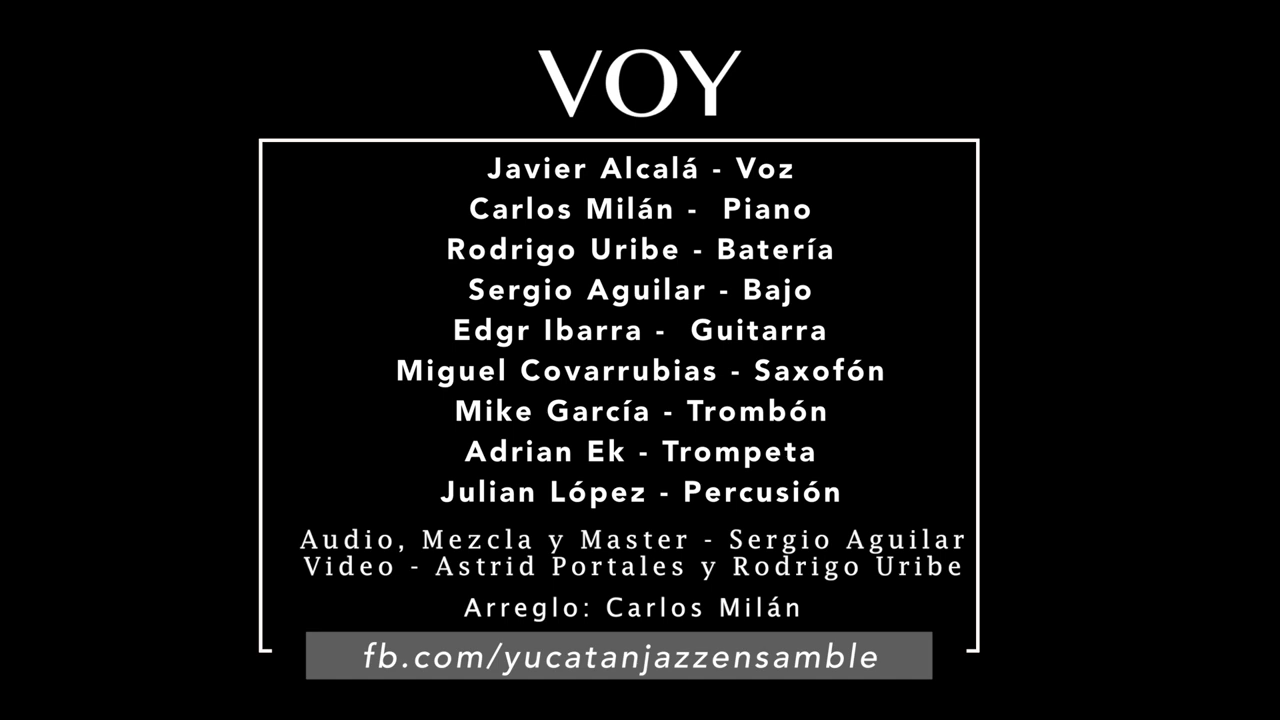 VOY
Javier Alcalá - Voz
Carlos Milán -  Piano
Rodrigo Uribe - Batería
Sergio Aguilar - Bajo
Edgr Ibarra -  Guitarra
Miguel Covarrubias - Saxofón
Mike García - Trombón
Adrian Ek - Trompeta
Julian López - Percusión
Audio, Mezcla y Master - Sergio Aguilar
Video - Astrid Portales y Rodrigo Uribe
Arreglo: Carlos Milán
fb.com/yucatanjazzensamble